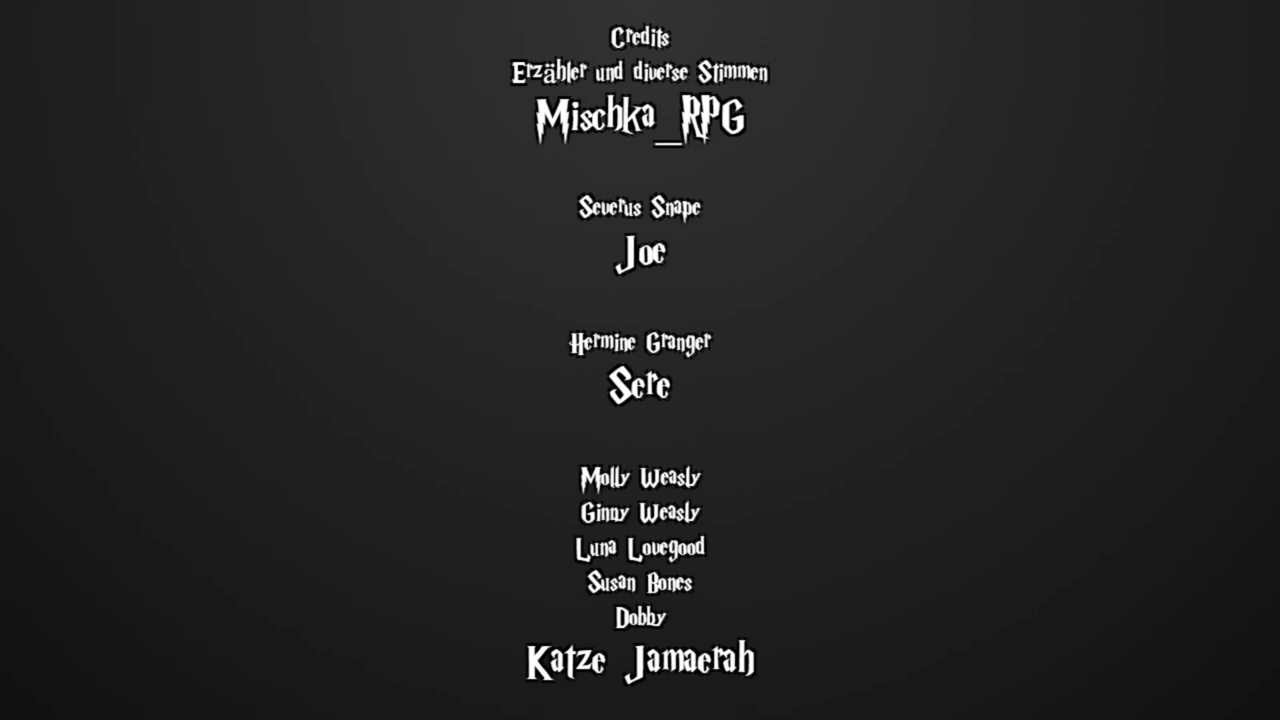 Credits
Erzähler und diverse Stimmen
Mischka_RPG
Severus Snape
Joe
Hermine Granger
Sere
Molly Weasly
Ginny Weasly
Luna Lovegood
Susan Bones
Dobby
Katze Jamaerah